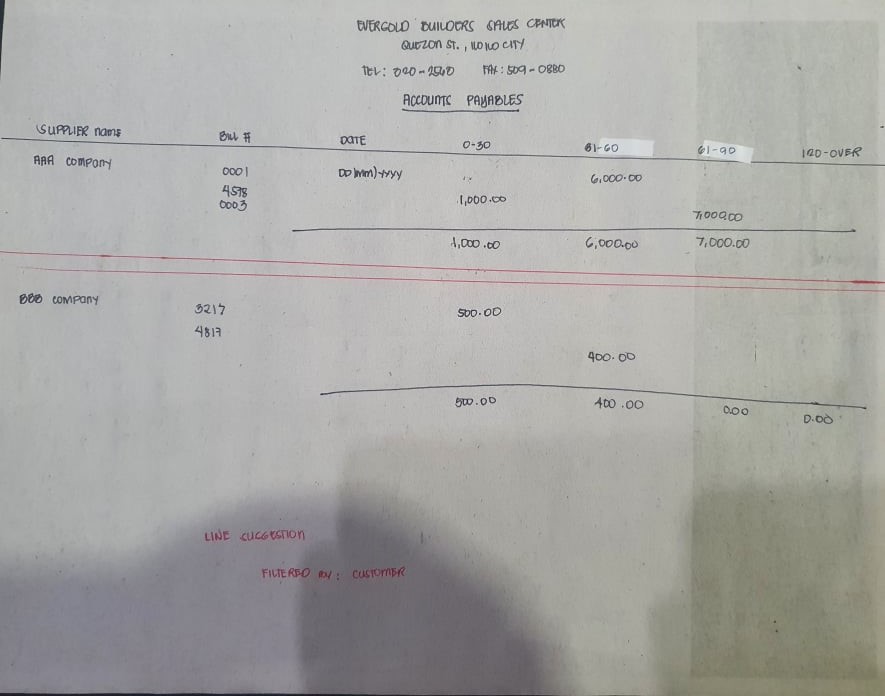 EVERGOLD BUILDERS SALES CENTER
QUEZON ST., ILOILO CITY
TEL: 020-2540 FAX: 509-0880
ACCOUNTS PAYABLES
SUPPLIER name Bill # DATE 0-30 31-60 61-90 120-OVER
AAA company 0001 DD/mm/yyyy 6,000.00
4578 1,000.00
0003 7,000.00
1,000.00 6,000.00 7,000.00
BBB company 3217 500.00
4817
400.00
500.00 400.00 0.00 0.00
LINE SUGGESTION
FILTERED BY: CUSTOMER